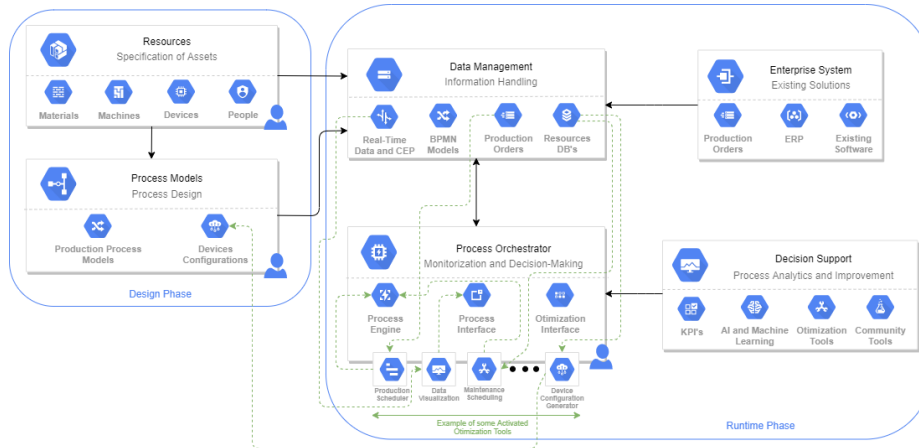 Resources
Specification of Assets
Materials
Machines
Devices
People
Process Models
Process Design
Production Process
Models
Devices
Configurations
Design Phase
Data Management
Information Handling
Real-Time
Data and CEP
BPMN
Models
Production
Orders
Resources
DB's
Enterprise System
Existing Solutions
Production
Orders
ERP
Existing
Software
Process Orchestrator
Monitorization and Decision-Making
Process
Engine
Process
Interface
Otimization
Interface
Decision Support
Process Analytics and Improvement
KPI's
AI and Machine
Learning
Otimization
Tools
Community
Tools
Production
Scheduler
Data
Visualization
Maintenance
Scheduling
Device
Configuration
Generator
Example of some Activated
Otimization Tools
Runtime Phase